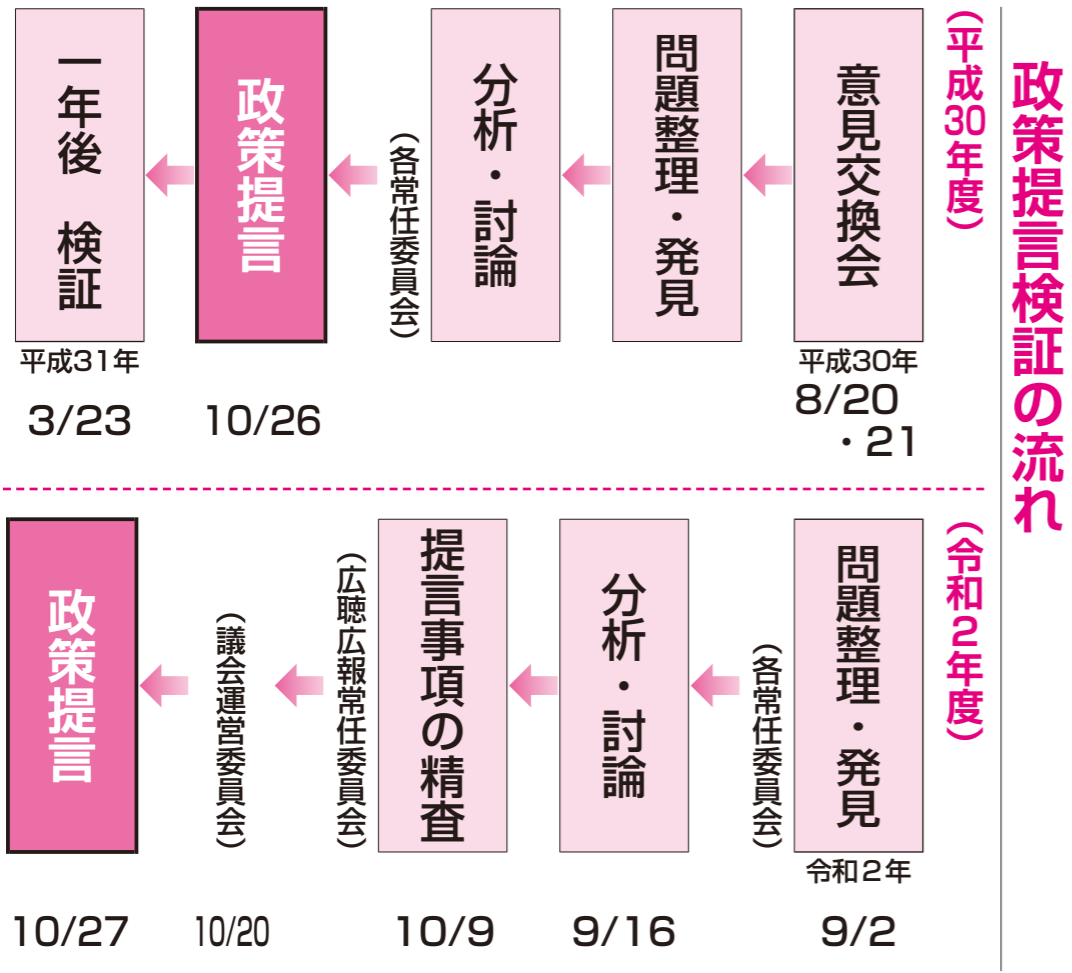 政策提言検証の流れ
（平成30年度）
意見交換会
平成30年
8/20
・21
問題整理・発見
分析・討論
（各常任委員会）
政策提言
10/26
一年後　検証
平成31年
3/23
（令和２年度）
問題整理・発見
令和２年
9/2
（各常任委員会）
分析・討論
9/16
提言事項の精査
10/9
（広聴広報常任委員会）
（議会運営委員会）
10/20
政策提言
10/27